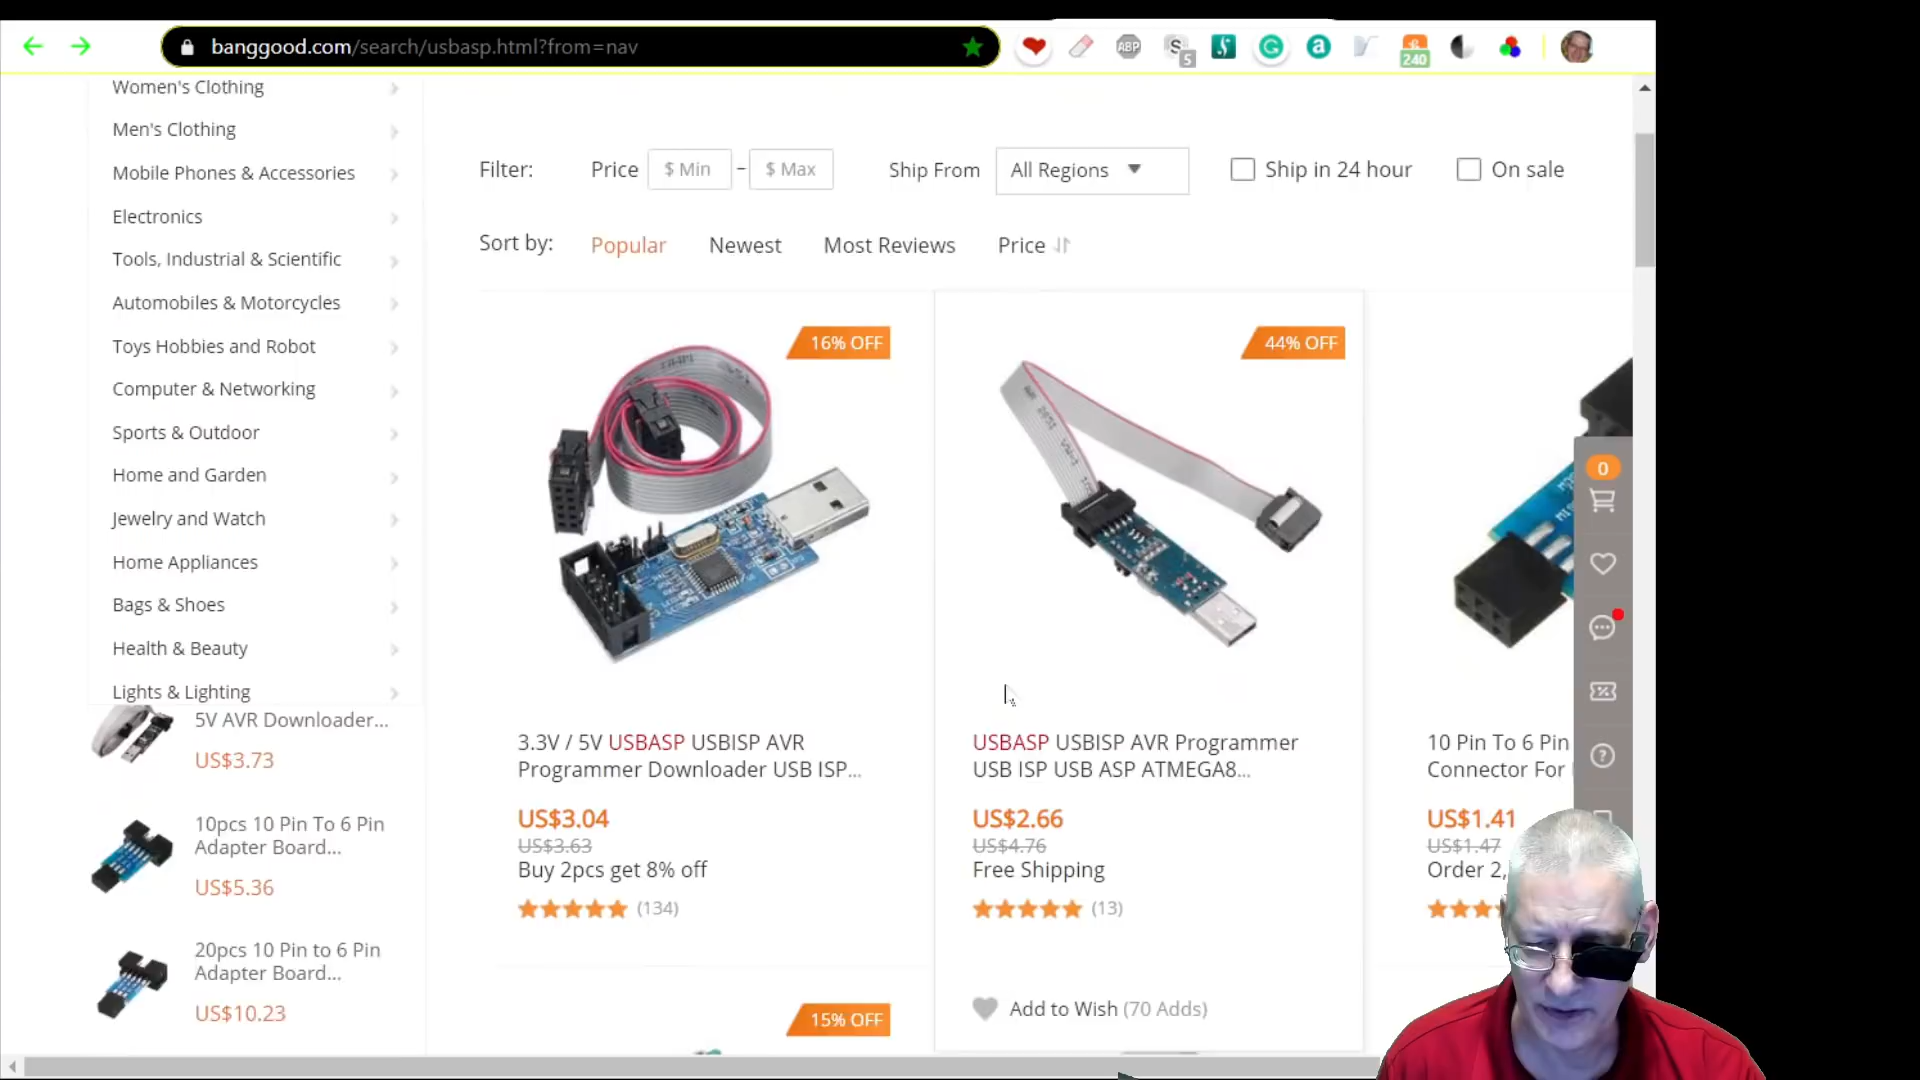 banggood.com/search/usbasp.html?from=nav
ABP
S
5
240
Women's Clothing
Men's Clothing
Mobile Phones & Accessories
Electronics
Tools, Industrial & Scientific
Automobiles & Motorcycles
Toys Hobbies and Robot
Computer & Networking
Sports & Outdoor
Home and Garden
Jewelry and Watch
Home Appliances
Bags & Shoes
Health & Beauty
Lights & Lighting
5V AVR Downloader...
US$3.73
10pcs 10 Pin To 6 Pin
Adapter Board...
US$5.36
20pcs 10 Pin to 6 Pin
Adapter Board...
US$10.23
Filter: Price $ Min - $ Max Ship From All Regions Ship in 24 hour On sale
Sort by: Popular Newest Most Reviews Price
16% OFF
3.3V / 5V USBASP USBISP AVR
Programmer Downloader USB ISP...
US$3.04
US$3.63
Buy 2pcs get 8% off
(134)
15% OFF
44% OFF
USBASP USBISP AVR Programmer
USB ISP USB ASP ATMEGA8...
US$2.66
US$4.76
Free Shipping
(13)
Add to Wish (70 Adds)
10 Pin To 6 Pin
Connector For
US$1.41
US$1.47
Order 2,
0